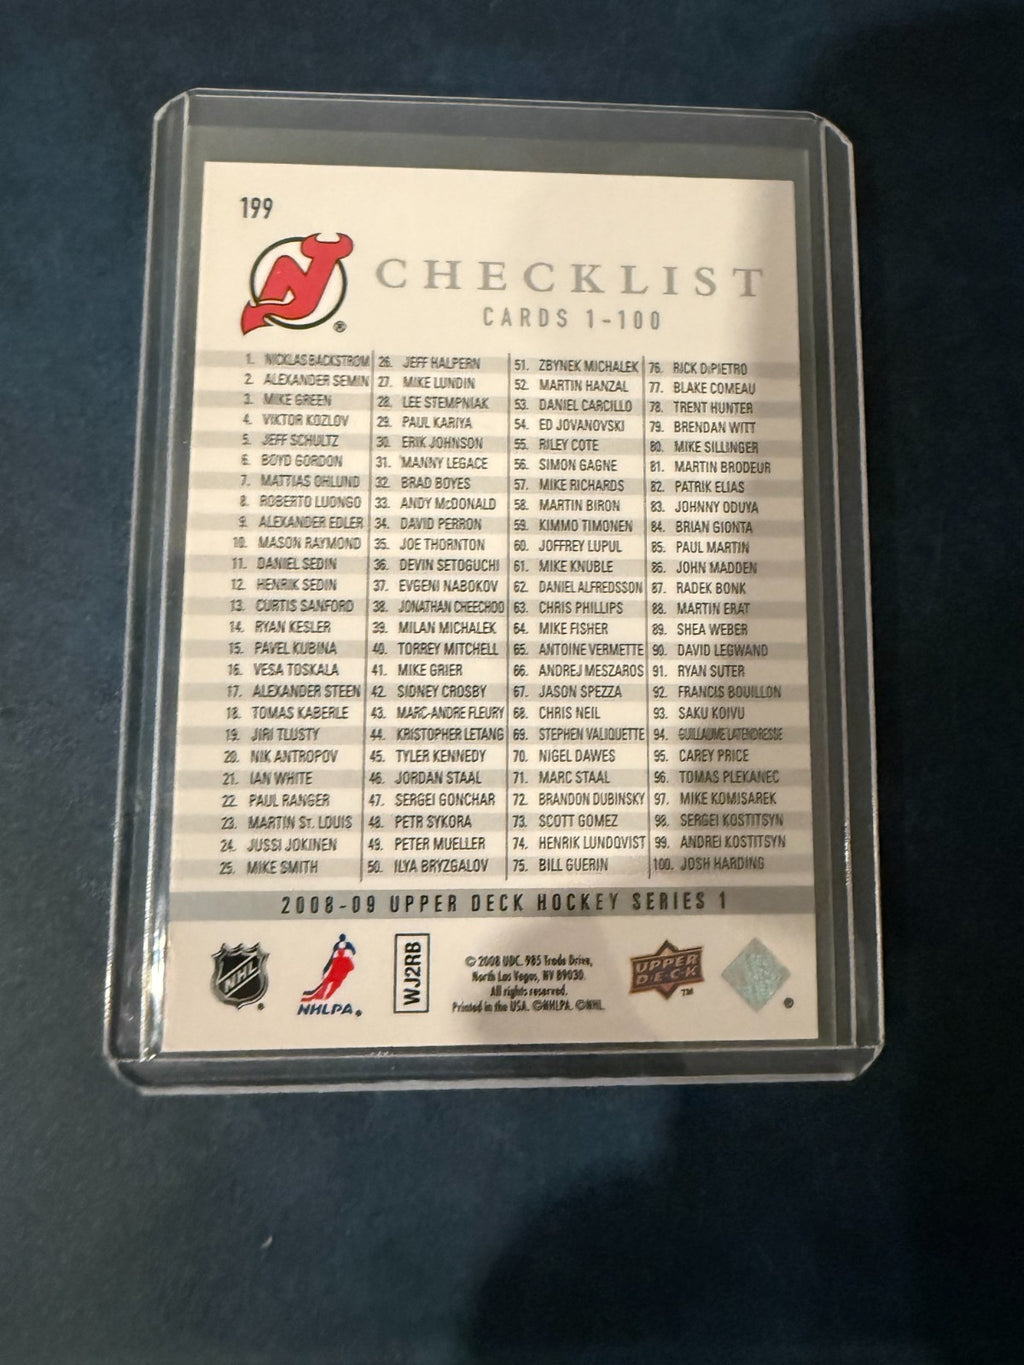 199
CHECKLIST
CARDS 1-100
1. NICKLAS BACKSTROM
2. ALEXANDER SEMIN
3. MIKE GREEN
4. VIKTOR KOZLOV
5. JEFF SCHULTZ
6. BOYD GORDON
7. MATTIAS OHLUND
8. ROBERTO LUONGO
9. ALEXANDER EDLER
10. MASON RAYMOND
11. DANIEL SEDIN
12. HENRIK SEDIN
13. CURTIS SANFORD
14. RYAN KESLER
15. PAVEL KUBINA
16. VESA TOSKALA
17. ALEXANDER STEEN
18. TOMAS KABERLE
19. JIRI TLUSTY
20. NIK ANTROPOV
21. IAN WHITE
22. PAUL RANGER
23. MARTIN ST. LOUIS
24. JUSSI JOKINEN
25. MIKE SMITH
26. JEFF HALPERN
27. MIKE LUNDIN
28. LEE STEMPNIAK
29. PAUL KARIYA
30. ERIK JOHNSON
31. MANNY LEGACE
32. BRAD BOYES
33. ANDY McDONALD
34. DAVID PERRON
35. JOE THORNTON
36. DEVIN SETOGUCHI
37. EVGENI NABOKOV
38. JONATHAN CHEECHOO
39. MILAN MICHALEK
40. TORREY MITCHELL
41. MIKE GRIER
42. SIDNEY CROSBY
43. MARC-ANDRE FLEURY
44. KRISTOPHER LETANG
45. TYLER KENNEDY
46. JORDAN STAAL
47. SERGEI GONCHAR
48. PETR SYKORA
49. PETER MUELLER
50. ILYA BRYZGALOV
51. ZBYNEK MICHALEK
52. MARTIN HANZAL
53. DANIEL CARCILLO
54. ED JOVANOVSKI
55. RILEY COTE
56. SIMON GAGNE
57. MIKE RICHARDS
58. MARTIN BIRON
59. KIMMO TIMONEN
60. JOFFREY LUPUL
61. MIKE KNUBLE
62. DANIEL ALFREDSSON
63. CHRIS PHILLIPS
64. MIKE FISHER
65. ANTOINE VERMETTE
66. ANDREJ MESZAROS
67. JASON SPEZZA
68. CHRIS NEIL
69. STEPHEN VALIQUETTE
70. NIGEL DAWES
71. MARC STAAL
72. BRANDON DUBINSKY
73. SCOTT GOMEZ
74. HENRIK LUNDQVIST
75. BILL GUERIN
76. RICK DiPIETRO
77. BLAKE COMEAU
78. TRENT HUNTER
79. BRENDAN WITT
80. MIKE SILLINGER
81. MARTIN BRODEUR
82. PATRIK ELIAS
83. JOHNNY ODUYA
84. BRIAN GIONTA
85. PAUL MARTIN
86. JOHN MADDEN
87. RADEK BONK
88. MARTIN ERAT
89. SHEA WEBER
90. DAVID LEGWAND
91. RYAN SUTER
92. FRANCIS BOUILLON
93. SAKU KOIVU
94. GUILLAUME LATENDRESSE
95. CAREY PRICE
96. TOMAS PLEKANEC
97. MIKE KOMISAREK
98. SERGEI KOSTITSYN
99. ANDREI KOSTITSYN
100. JOSH HARDING
2008-09 UPPER DECK HOCKEY SERIES 1
NHL ®
NHLPA®
WJ2RB
© 2008 UDC. 985 Trade Drive,
North Las Vegas, NV 89030.
All rights reserved.
Printed in the USA. ©NHLPA. ©NHL.
UPPER DECK ™
®